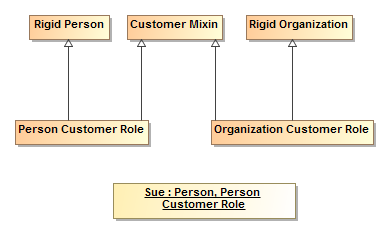 Rigid Person
Customer Mixin
Rigid Organization
Person Customer Role
Organization Customer Role
Sue : Person, Person
Customer Role